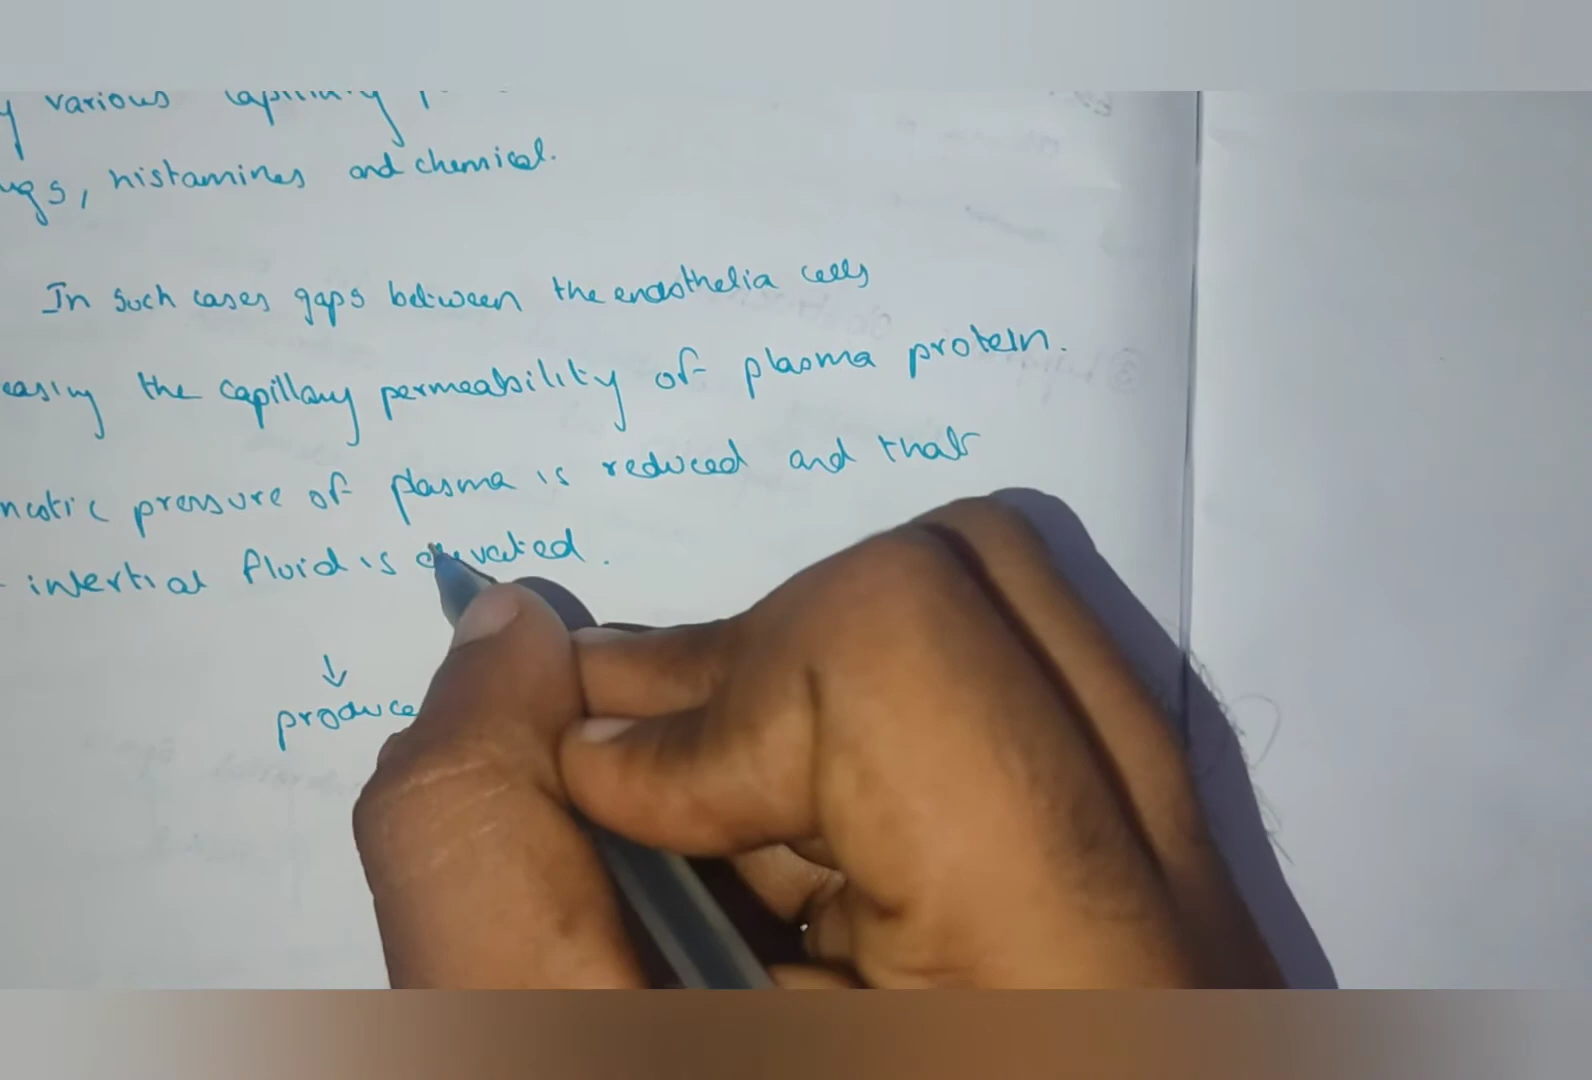 various
, histamines and chemical.
In such cases gaps between the endothelia cells
the capillary permeability of plasma protein.
pressure of plasma is reduced and that
intertial fluid is elevated.
↓
produce